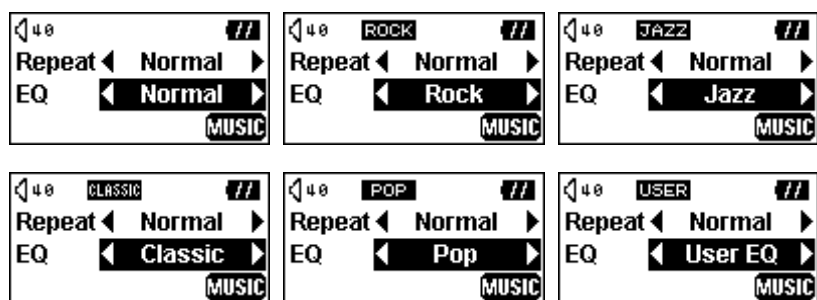 40
Repeat Normal
EQ Normal
MUSIC
40 ROCK
Repeat Normal
EQ Rock
MUSIC
40 JAZZ
Repeat Normal
EQ Jazz
MUSIC
40 CLASSIC
Repeat Normal
EQ Classic
MUSIC
40 POP
Repeat Normal
EQ Pop
MUSIC
40 USER
Repeat Normal
EQ User EQ
MUSIC